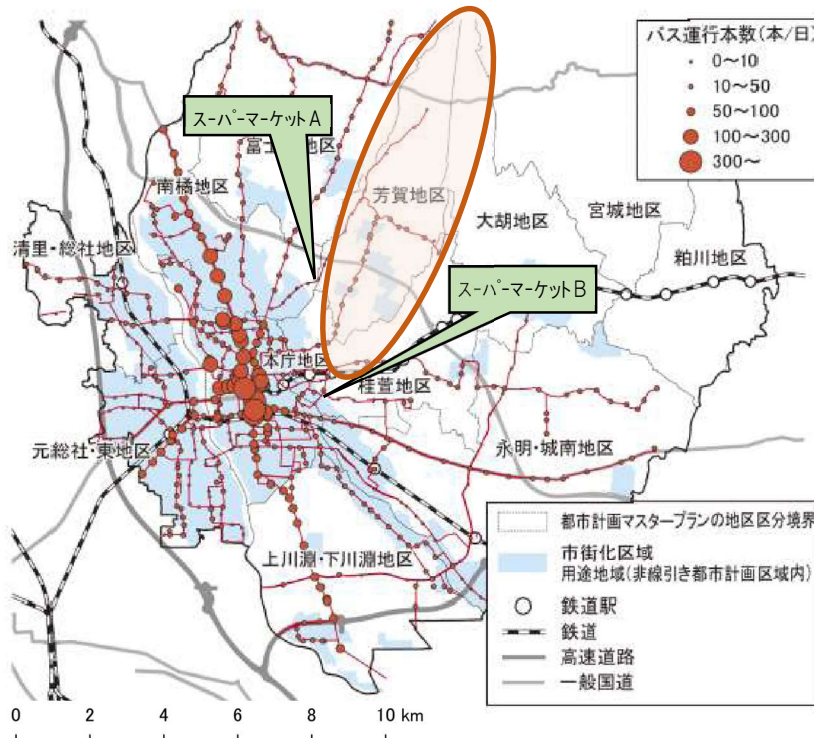 バス運行本数(本/日)
0～10
10～50
50～100
100～300
300～
スーパーマーケットA
富士 地区
南橘地区
芳賀地区
大胡地区
宮城地区
清里・総社地区
粕川地区
スーパーマーケットB
本庁地区
桂萱地区
元総社・東地区
永明・城南地区
上川淵・下川淵地区
都市計画マスタープランの地区区分境界
市街化区域
用途地域(非線引き都市計画区域内)
鉄道駅
鉄道
高速道路
一般国道
0 2 4 6 8 10 km